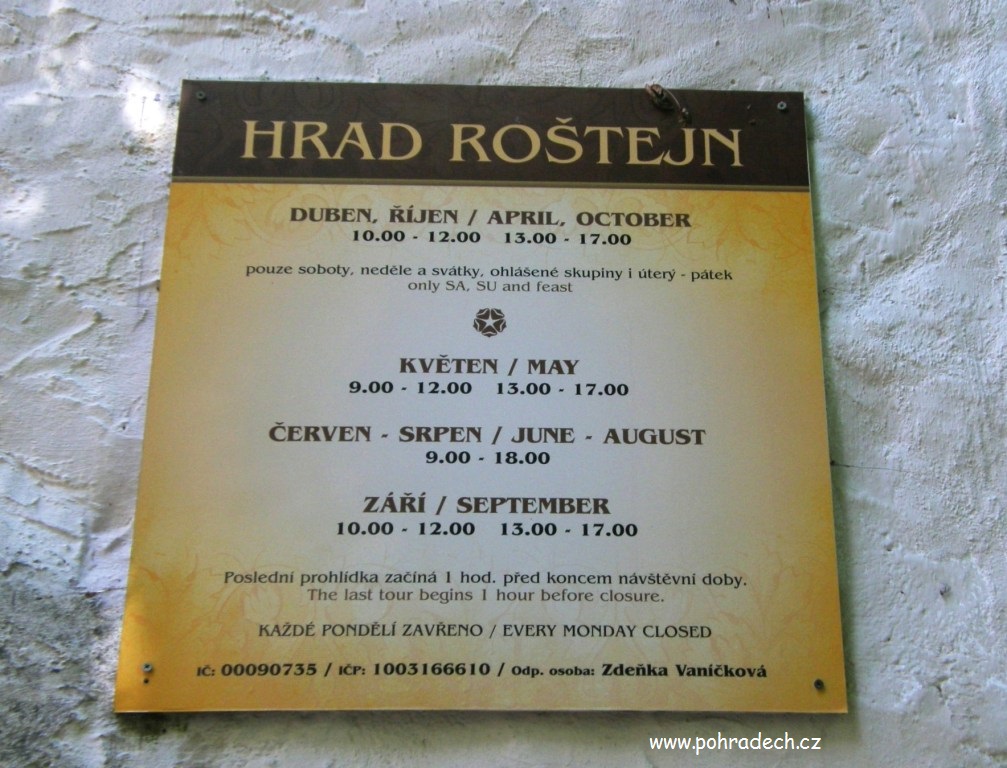 HRAD ROŠTEJN
DUBEN, ŘÍJEN / APRIL, OCTOBER
10.00 - 12.00 13.00 - 17.00
pouze soboty, neděle a svátky, ohlášené skupiny i úterý - pátek
only SA, SU and feast
KVĚTEN / MAY
9.00 - 12.00 13.00 - 17.00
ČERVEN - SRPEN / JUNE - AUGUST
9.00 - 18.00
ZÁŘÍ / SEPTEMBER
10.00 - 12.00 13.00 - 17.00
Poslední prohlídka začíná 1 hod. před koncem návštěvní doby.
The last tour begins 1 hour before closure.
KAŽDÉ PONDĚLÍ ZAVŘENO / EVERY MONDAY CLOSED
IČ: 00090735 / IČP: 1003166610 / Odp. osoba: Zdeňka Vaníčková
www.pohradech.cz